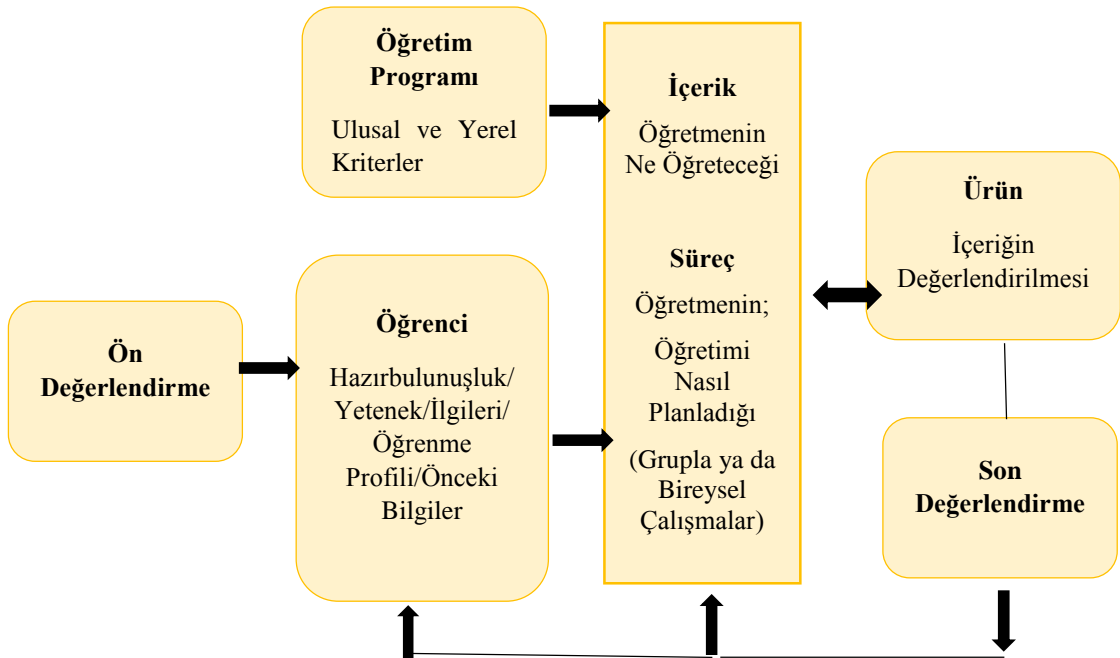 Öğretim
Programı
Ulusal ve Yerel
Kriterler
İçerik
Öğretmenin
Ne Öğreteceği
Süreç
Öğretmenin;
Öğretimi
Nasıl
Planladığı
(Grupla ya da
Bireysel
Çalışmalar)
Ürün
İçeriğin
Değerlendirilmesi
Ön
Değerlendirme
Öğrenci
Hazırbulunuşluk/
Yetenek/İlgileri/
Öğrenme
Profili/Önceki
Bilgiler
Son
Değerlendirme